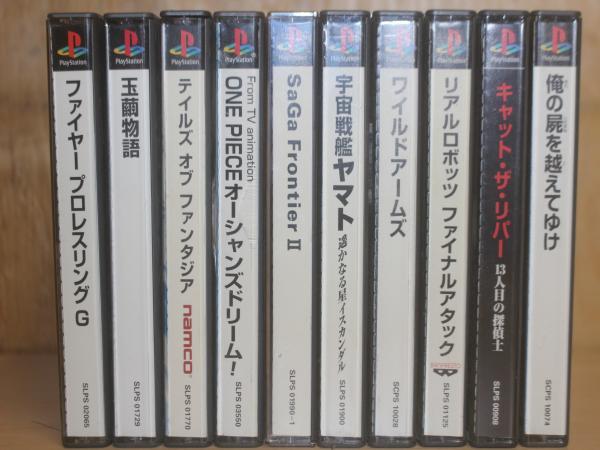 PlayStation
ファイヤー プロレスリング G
SLPS 02065
PlayStation
玉繭物語
SLPS 01729
PlayStation
テイルズ オブ ファンタジア
namco
SLPS 01770
PlayStation
From TV animation
ONE PIECEオーシャンズドリーム!
SLPS 03550
PlayStation
SaGa Frontier II
SLPS 01990~1
PlayStation
宇宙戦艦ヤマト 遥かなる星イスカンダル
SLPS 01900
PlayStation
ワイルドアームズ
SCPS 10028
PlayStation
リアルロボッツ ファイナルアタック
SLPS 01125
PlayStation
キャット・ザ・リパー 13人目の探偵士
SLPS 00908
PlayStation
俺の屍を越えてゆけ
SCPS 10074